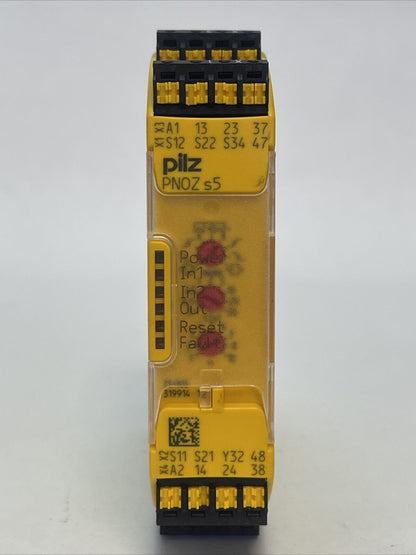 X3 A1 13 23 37
X1 S12 S22 S34 47
pilz
PNOZ s5
Power
In1
In2
Out
Reset
Fault
319914
X2 S11 S21 Y32 48
X4 A2 14 24 38